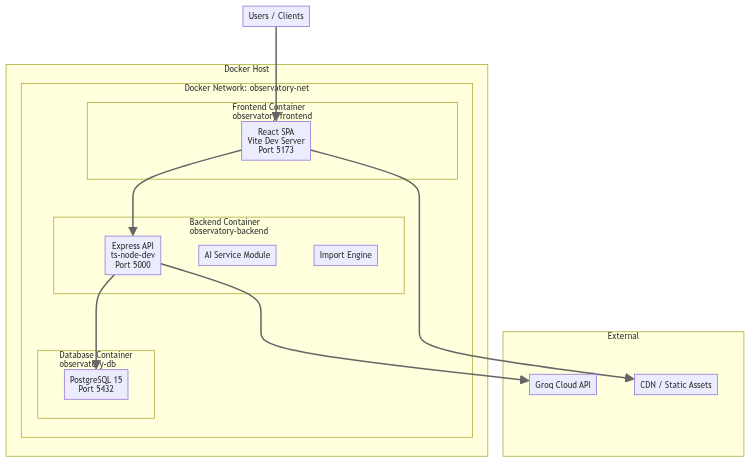 Users / Clients
Docker Host
Docker Network: observatory-net
Frontend Container
observatory-frontend
React SPA
Vite Dev Server
Port 5173
Backend Container
observatory-backend
Express API
ts-node-dev
Port 5000
AI Service Module
Import Engine
External
Database Container
observatory-db
PostgreSQL 15
Port 5432
Groq Cloud API
CDN / Static Assets